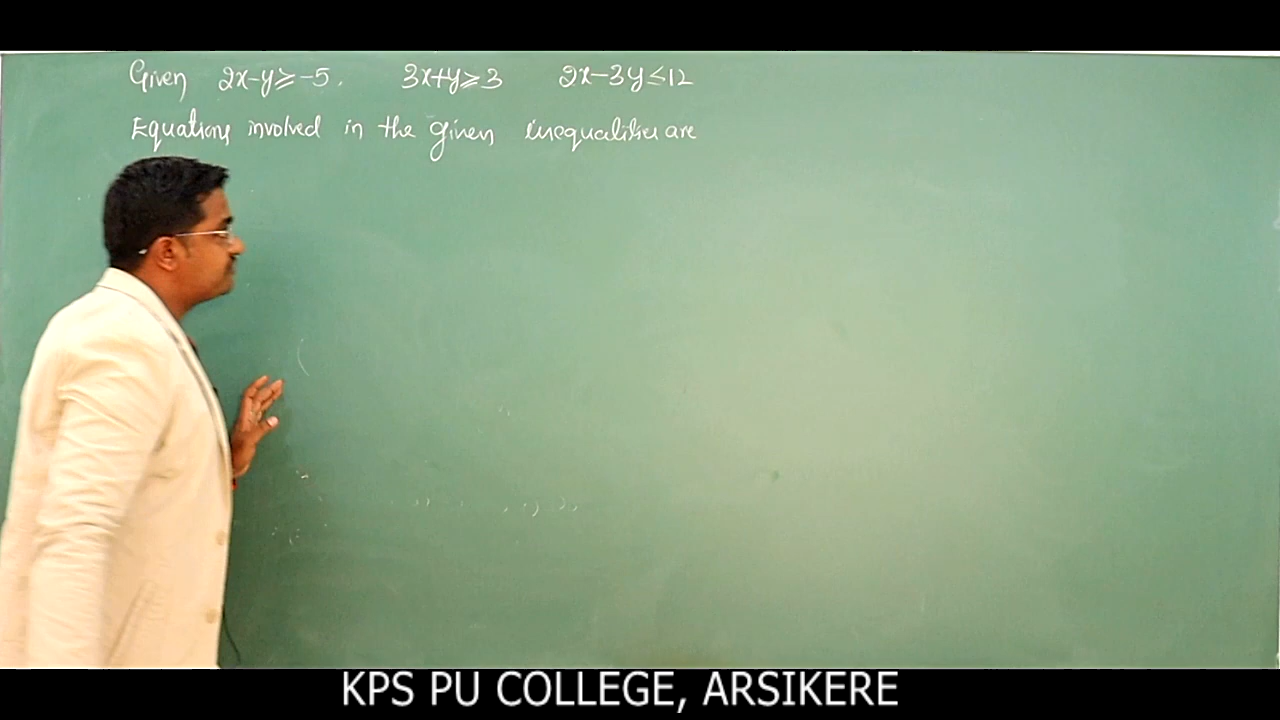 Given 2x-y≥-5. 3x+y≥3 2x-3y≤12
Equations involved in the given inequalities are
KPS PU COLLEGE, ARSIKERE